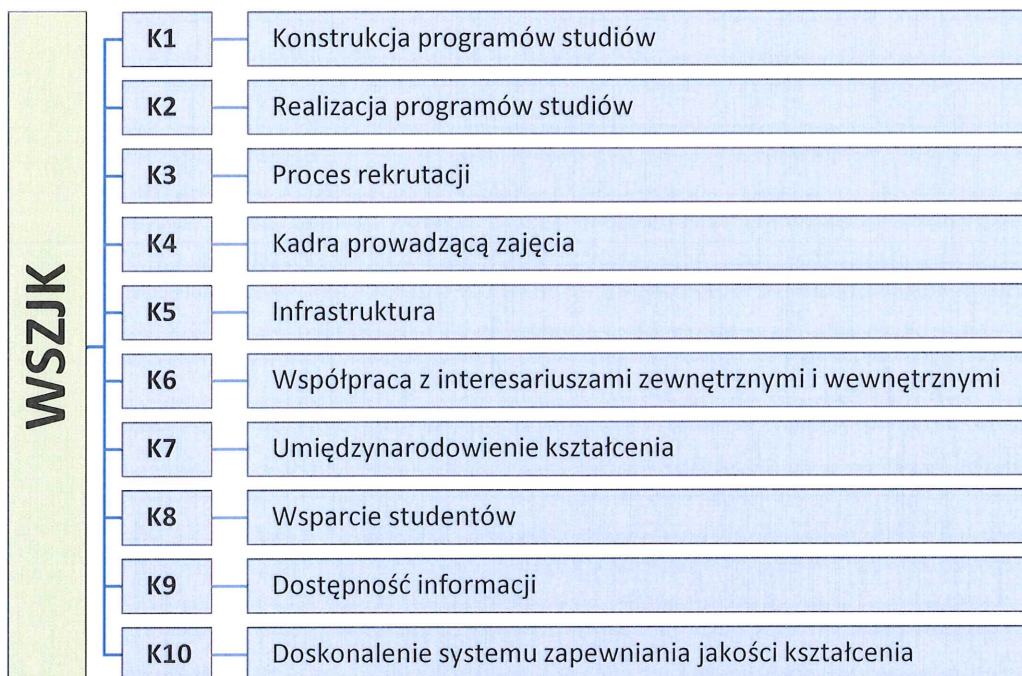 WSZJK
K1 Konstrukcja programów studiów
K2 Realizacja programów studiów
K3 Proces rekrutacji
K4 Kadra prowadzącą zajęcia
K5 Infrastruktura
K6 Współpraca z interesariuszami zewnętrznymi i wewnętrznymi
K7 Umiędzynarodowienie kształcenia
K8 Wsparcie studentów
K9 Dostępność informacji
K10 Doskonalenie systemu zapewniania jakości kształcenia